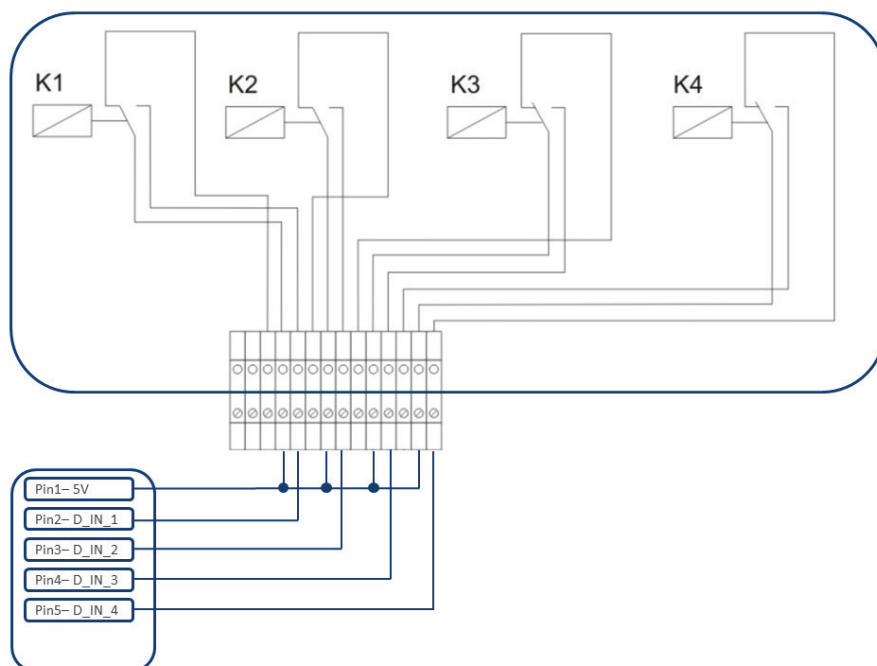 K1
K2
K3
K4
Pin1– 5V
Pin2– D_IN_1
Pin3– D_IN_2
Pin4– D_IN_3
Pin5– D_IN_4